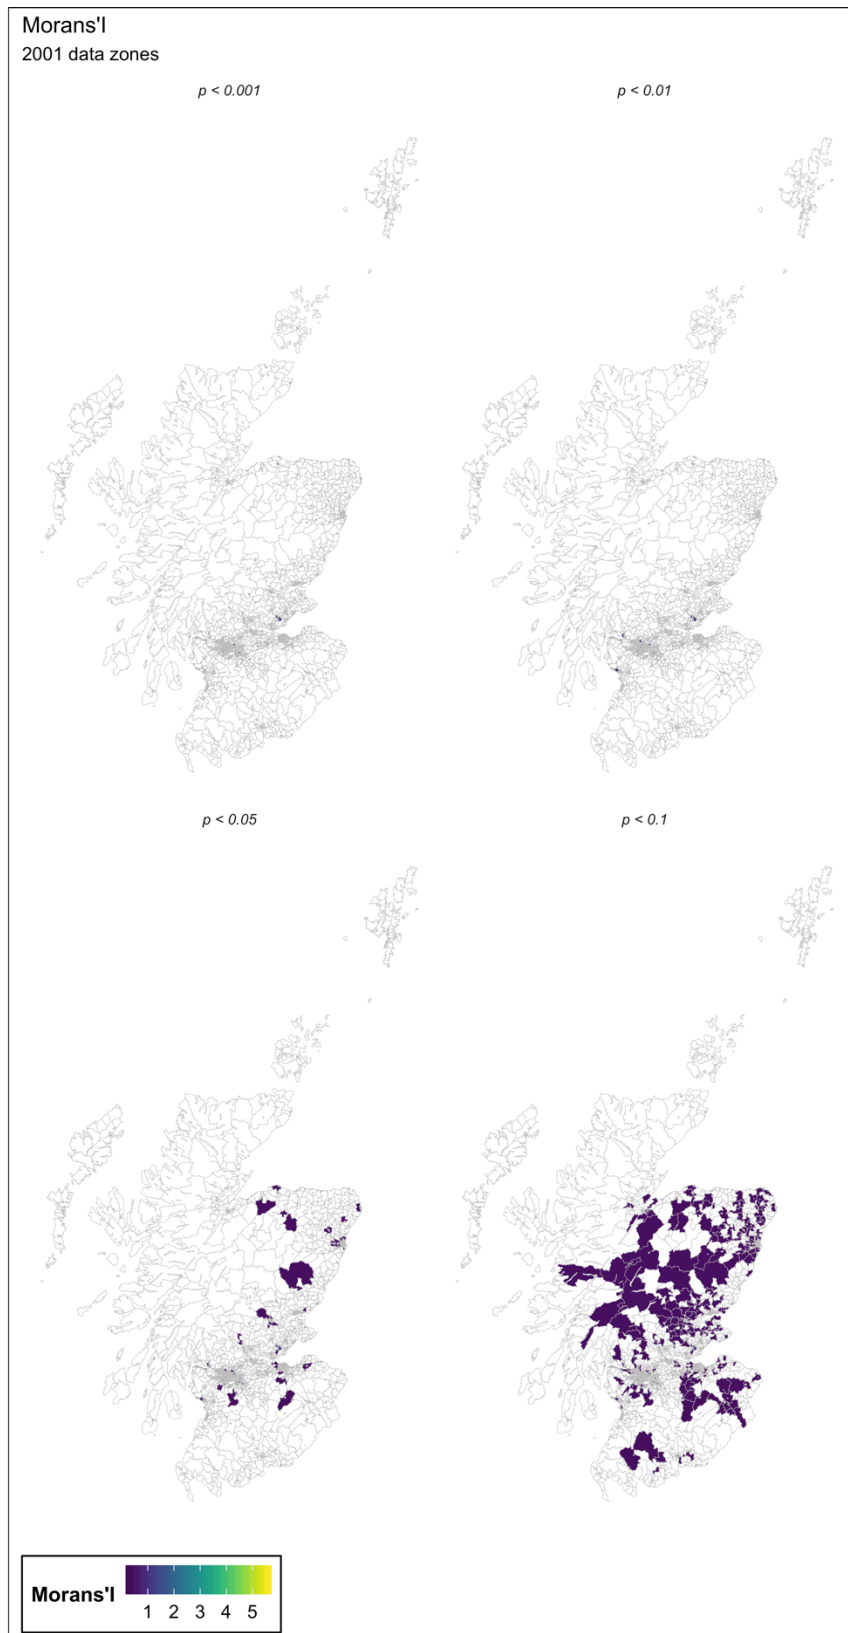 Morans'I
2001 data zones
p < 0.001
p < 0.01
p < 0.05
p < 0.1
Morans'I
1 2 3 4 5